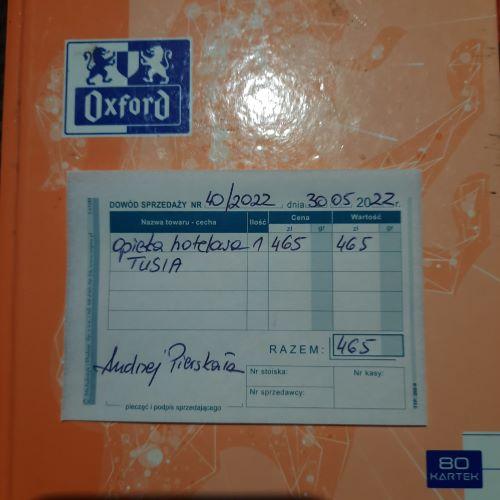 Oxford
DOWÓD SPRZEDAŻY NR 40/2022, dnia 30 05 2022 r.
Nazwa towaru - cecha Ilość Cena Wartość
zł gr zł gr
opieka hotelowa 1 465 465
TUSIA
RAZEM: 465
Andrzej Pierskała
Nr stoiska: Nr kasy:
Nr sprzedawcy:
pieczęć i podpis sprzedającego
80
KARTEK